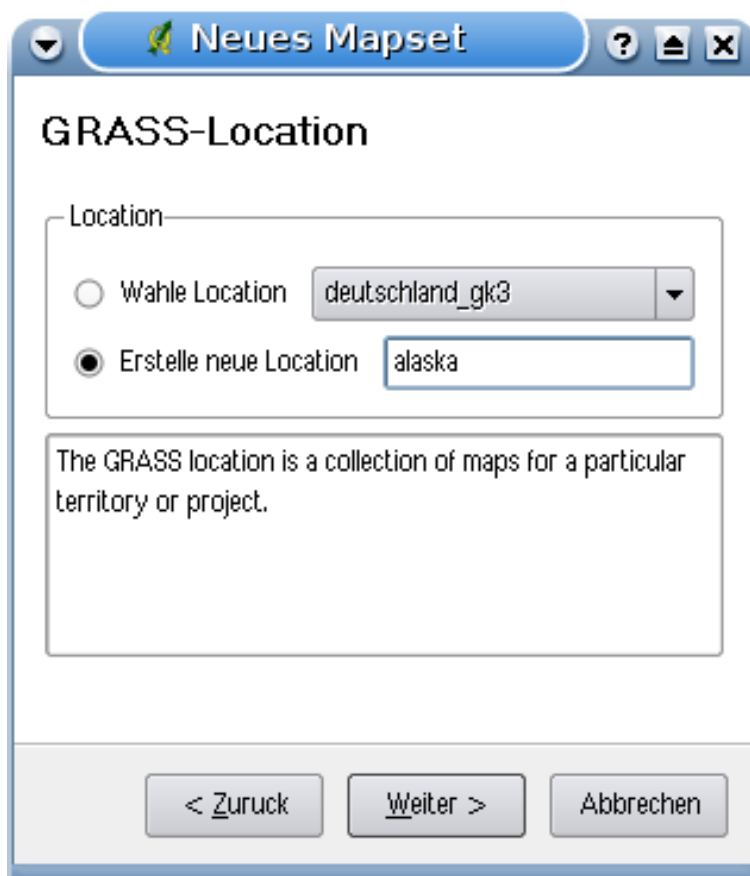 Neues Mapset
GRASS-Location
Location
Wahle Location deutschland_gk3
Erstelle neue Location alaska
The GRASS location is a collection of maps for a particular
territory or project.
< Zuruck Weiter > Abbrechen